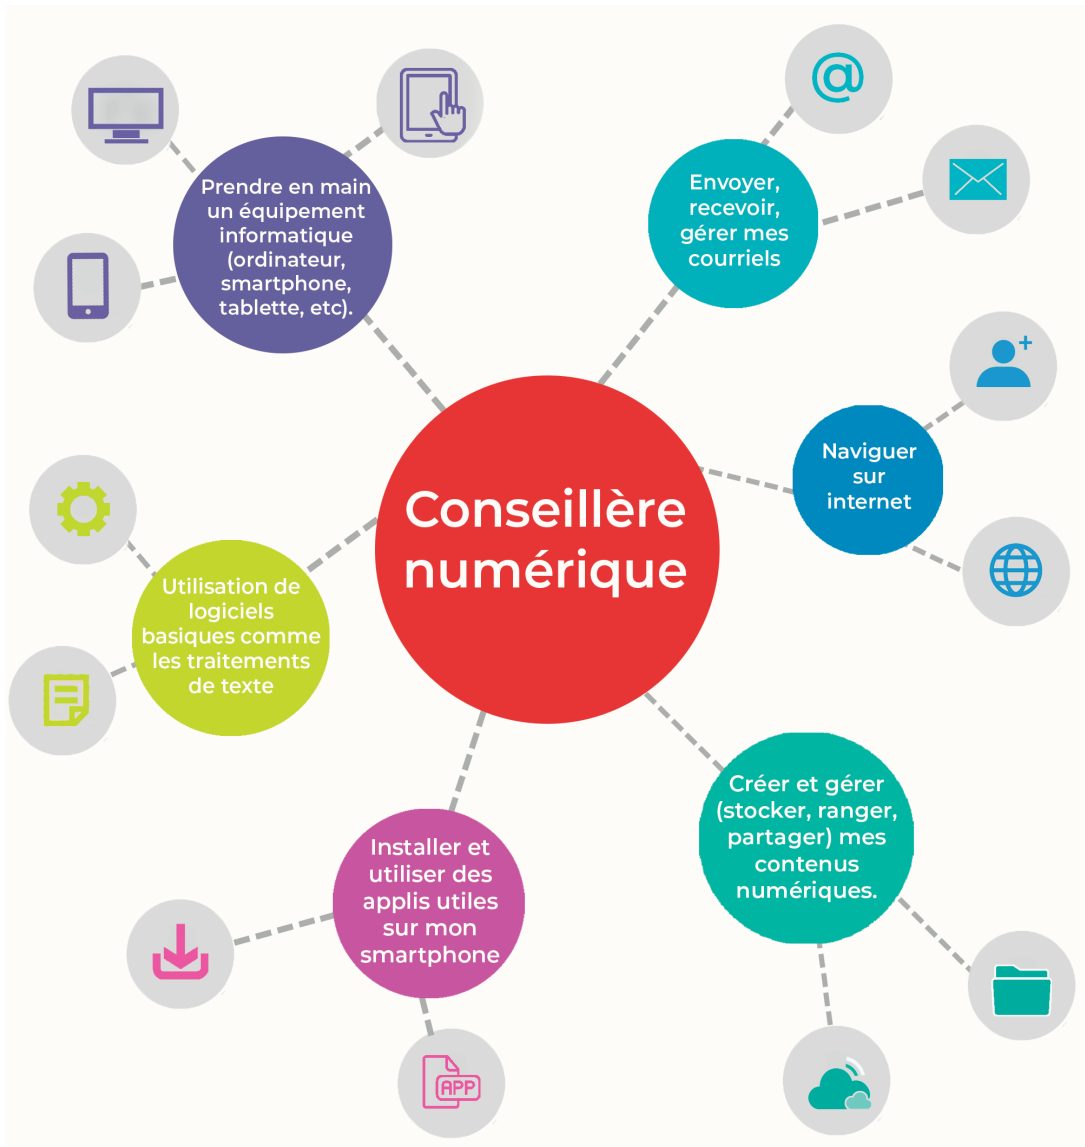 Prendre en main
un équipement
informatique
(ordinateur,
smartphone,
tablette, etc).
@
Envoyer,
recevoir,
gérer mes
courriels
Naviguer
sur
internet
Conseillère
numérique
Utilisation de
logiciels
basiques comme
les traitements
de texte
Créer et gérer
(stocker, ranger,
partager) mes
contenus
numériques.
Installer et
utiliser des
applis utiles
sur mon
smartphone
APP